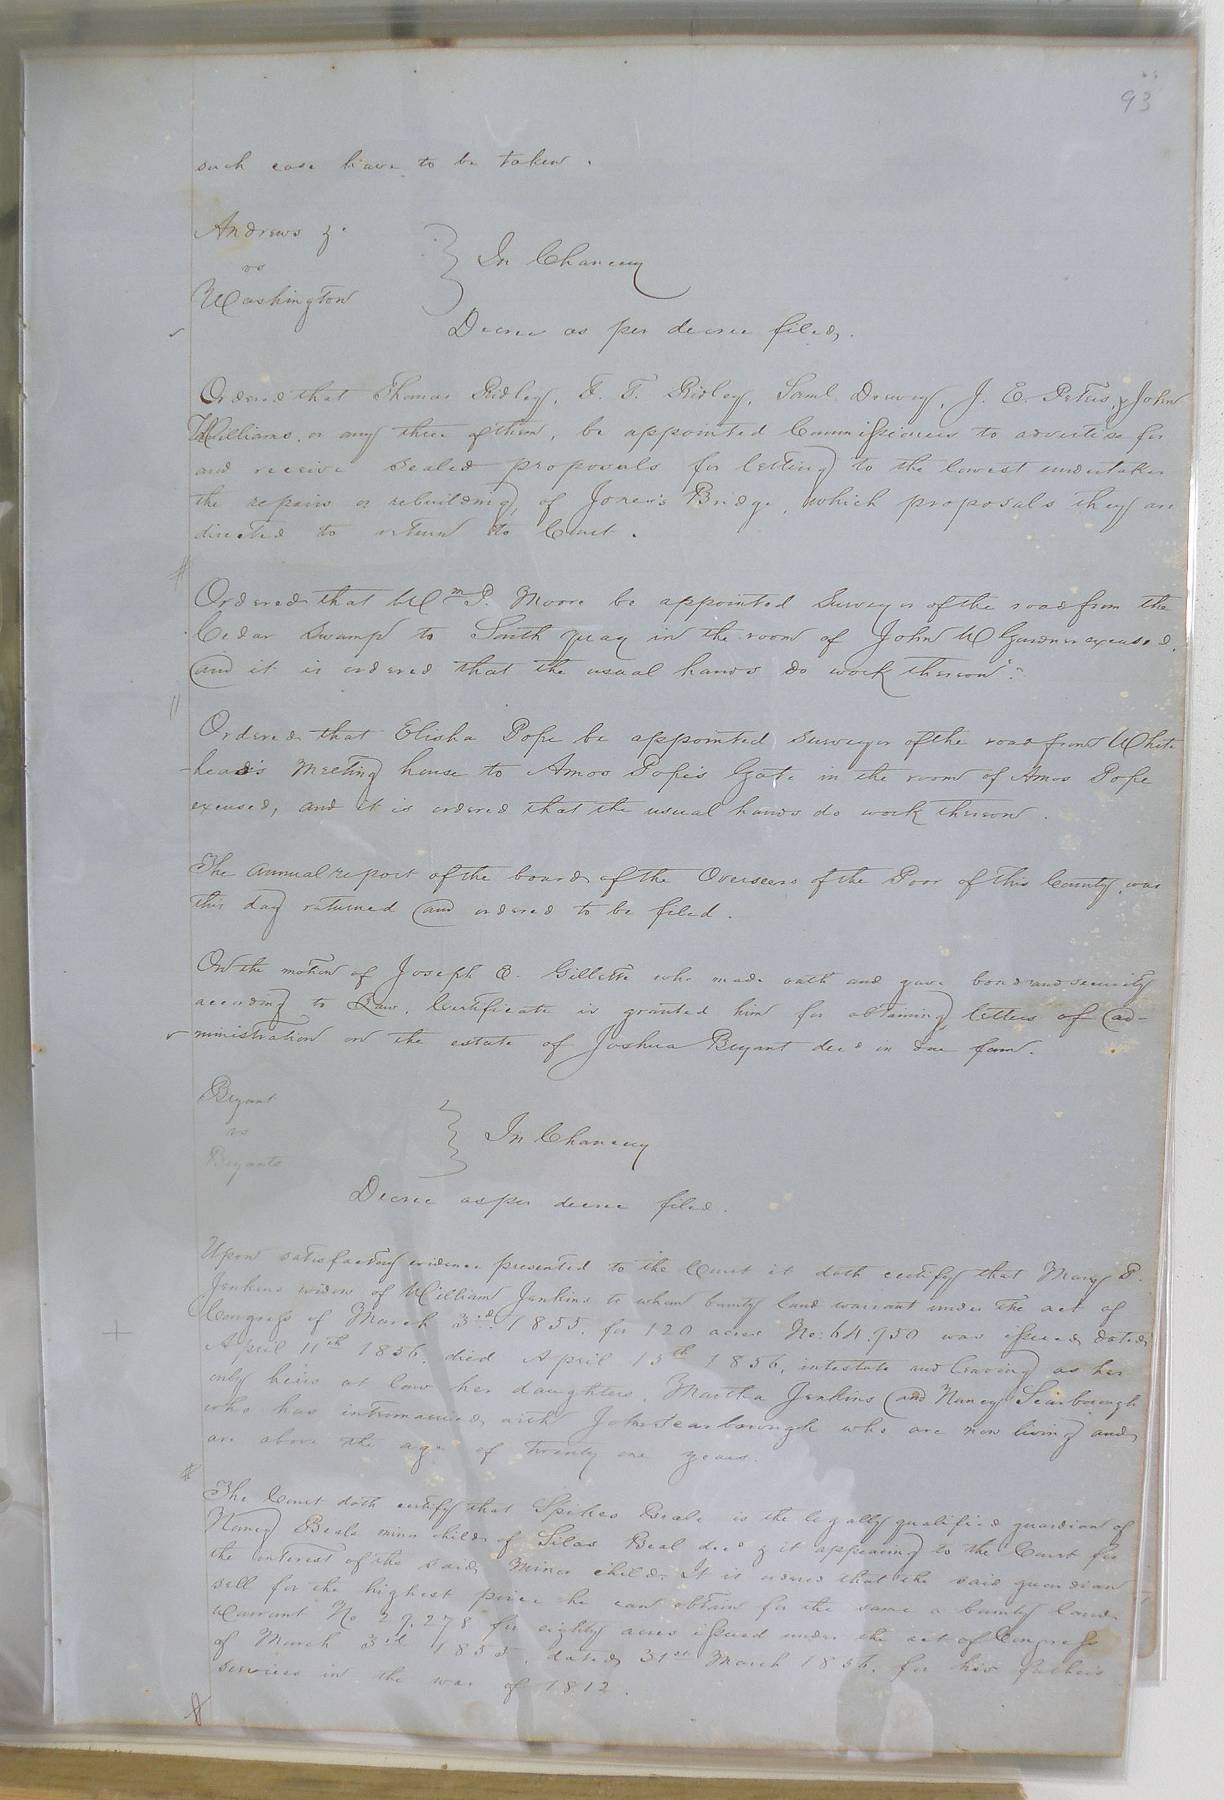 93
such case have to be taken.
Andrews &.
vs
Washington
In Chancery
Decree as per decree filed.
Ordered that Thomas Ridley, F. T. Ridley, Saml Drewry, J. E. Peters, & John
Williams, or any three of them, be appointed Commissioners to advertise for
and receive sealed proposals for letting to the lowest undertaker
the repairs or rebuilding of Jones's Bridge, which proposals they are
directed to return to Court.
Ordered that Wm P. Moore be appointed Surveyor of the road from the
Cedar Swamp to South quay in the room of John W Gardner excused.
and it is ordered that the usual hands do work thereon.
Ordered that Elisha Pope be appointed surveyor of the road from White
-head's Meeting house to Amos Pope's Gate in the room of Amos Pope
excused, and it is ordered that the usual hands do work thereon.
The annual report of the board of the Overseers of the Poor of this County, was
this day returned and ordered to be filed.
On the motion of Joseph E. Gillette who made oath and gave bond and security
according to Law, Certificate is granted him for obtaining letters of ad-
ministration on the estate of Joshua Bryant decd in due form.
Bryant
vs
Bryants
In Chancery
Decree as per decree filed.
Upon satisfactory evidence presented to the Court it doth certify that Mary P.
Jenkins widow of William Jenkins to whom bounty land warrant under the act of
Congress of March 3rd 1855, for 120 acres No. 64.950 was issued, dated
April 11th 1856, died April 15th 1856, intestate and leaving as her
only heirs at law her daughters, Martha Jenkins and Nancy Scarborough
who has intermarried with John Scarborough who are now living and
are above the age of twenty one years.
The Court doth certify that Spikes Beale is the legally qualified guardian of
Nancy Beale minor child of Silas Beal decd & it appearing to the Court for
the interest of the said Minor child, It is ordered that the said guardian
sell for the highest price he can obtain for the same a bounty land
Warrant No 27.278 for eighty acres issued under the act of Congress
of March 3rd 1855, dated 31st March 1856, for his father's
services in the war of 1812.